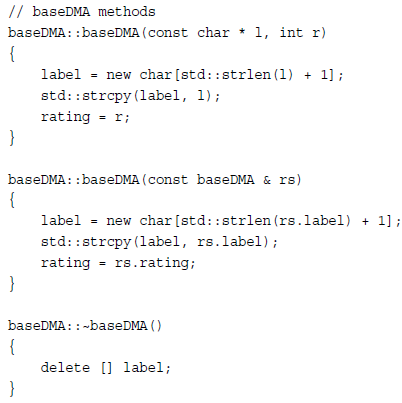 // baseDMA methods
baseDMA::baseDMA(const char * l, int r)
{
    label = new char[std::strlen(l) + 1];
    std::strcpy(label, l);
    rating = r;
}

baseDMA::baseDMA(const baseDMA & rs)
{
    label = new char[std::strlen(rs.label) + 1];
    std::strcpy(label, rs.label);
    rating = rs.rating;
}

baseDMA::~baseDMA()
{
    delete [] label;
}